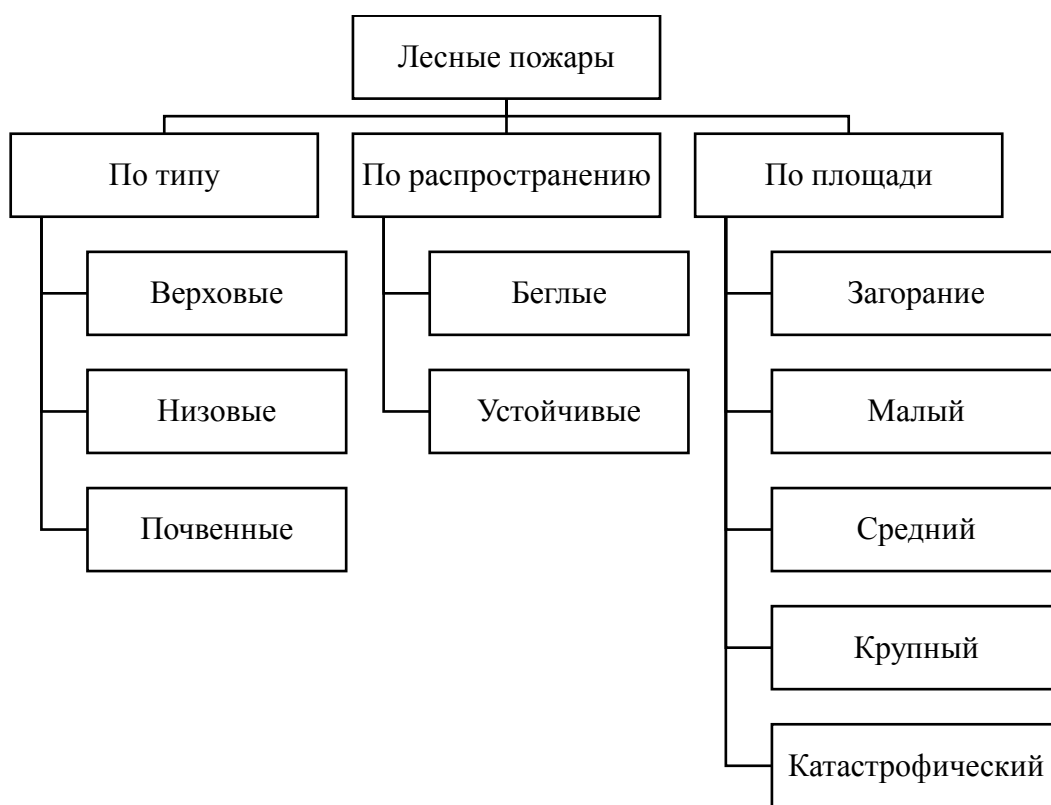 Лесные пожары
По типу
По распространению
По площади
Верховые
Беглые
Загорание
Низовые
Устойчивые
Малый
Почвенные
Средний
Крупный
Катастрофический